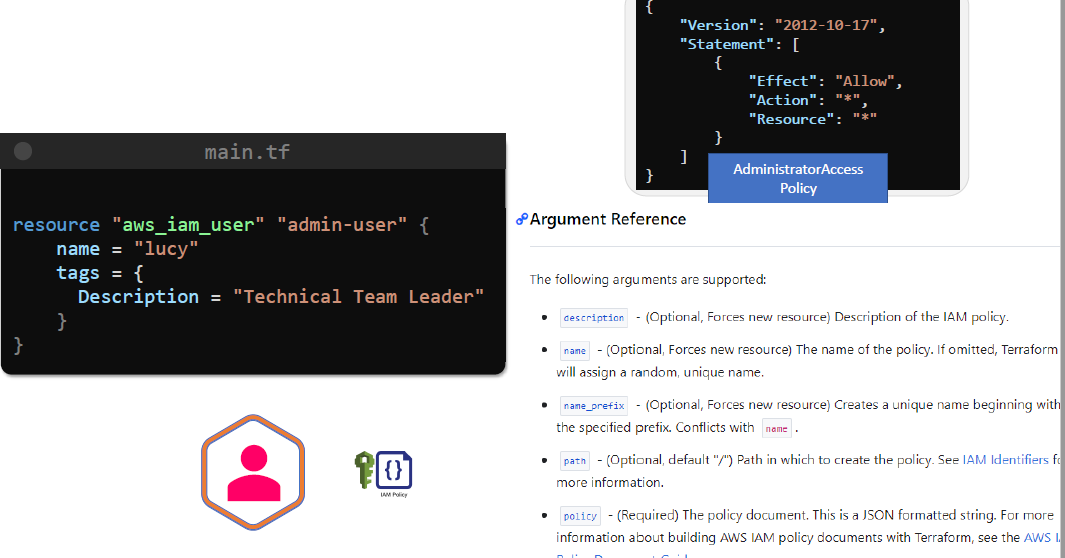 main.tf
resource "aws_iam_user" "admin-user" {
name = "lucy"
tags = {
Description = "Technical Team Leader"
}
}
IAM Policy
{
"Version": "2012-10-17",
"Statement": [
{
"Effect": "Allow",
"Action": "*",
"Resource": "*"
}
]
}
AdministratorAccess
Policy
Argument Reference
The following arguments are supported:
• description - (Optional, Forces new resource) Description of the IAM policy.
• name - (Optional, Forces new resource) The name of the policy. If omitted, Terraform
will assign a random, unique name.
• name_prefix - (Optional, Forces new resource) Creates a unique name beginning with
the specified prefix. Conflicts with name .
• path - (Optional, default "/") Path in which to create the policy. See IAM Identifiers
more information.
• policy - (Required) The policy document. This is a JSON formatted string. For more
information about building AWS IAM policy documents with Terraform, see the AWS